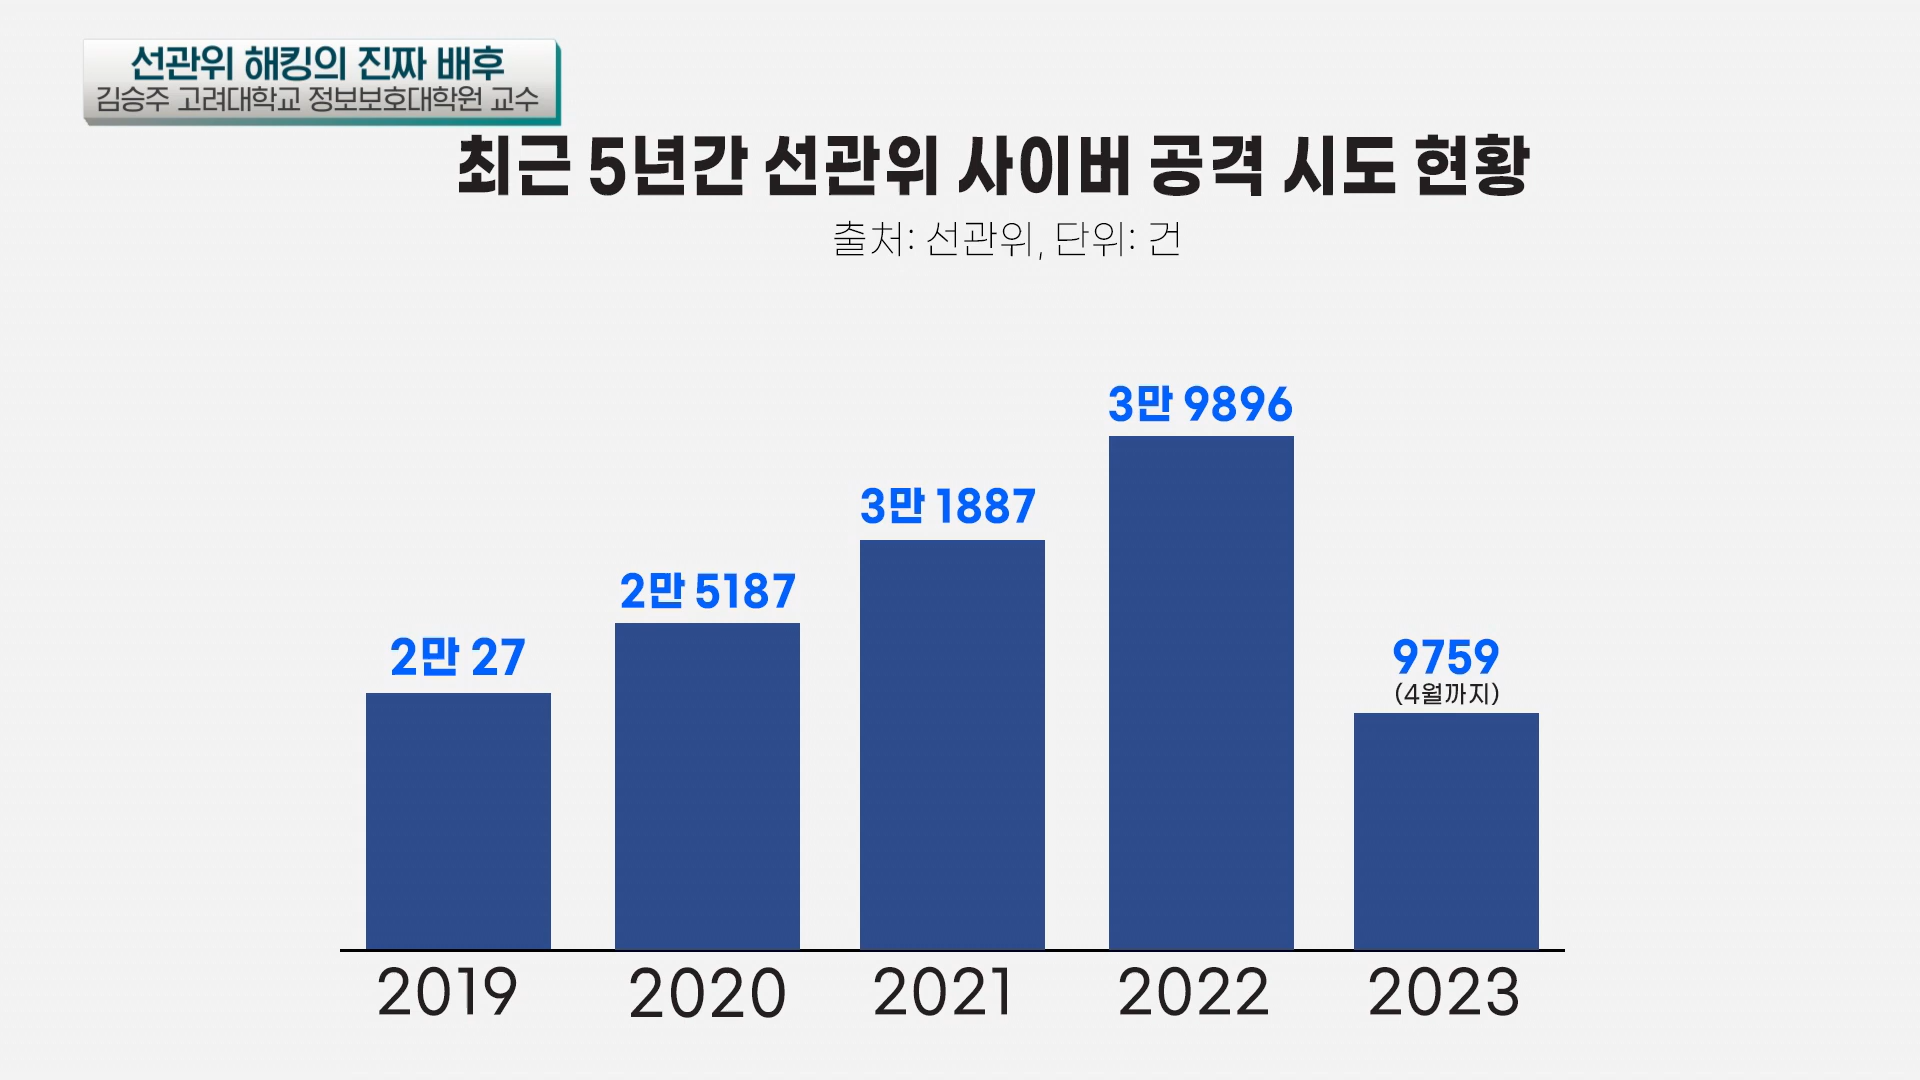 선관위 해킹의 진짜 배후
김승주 고려대학교 정보보호대학원 교수
최근 5년간 선관위 사이버 공격 시도 현황
출처: 선관위, 단위: 건
2만 27
2만 5187
3만 1887
3만 9896
9759
(4월까지)
2019 2020 2021 2022 2023